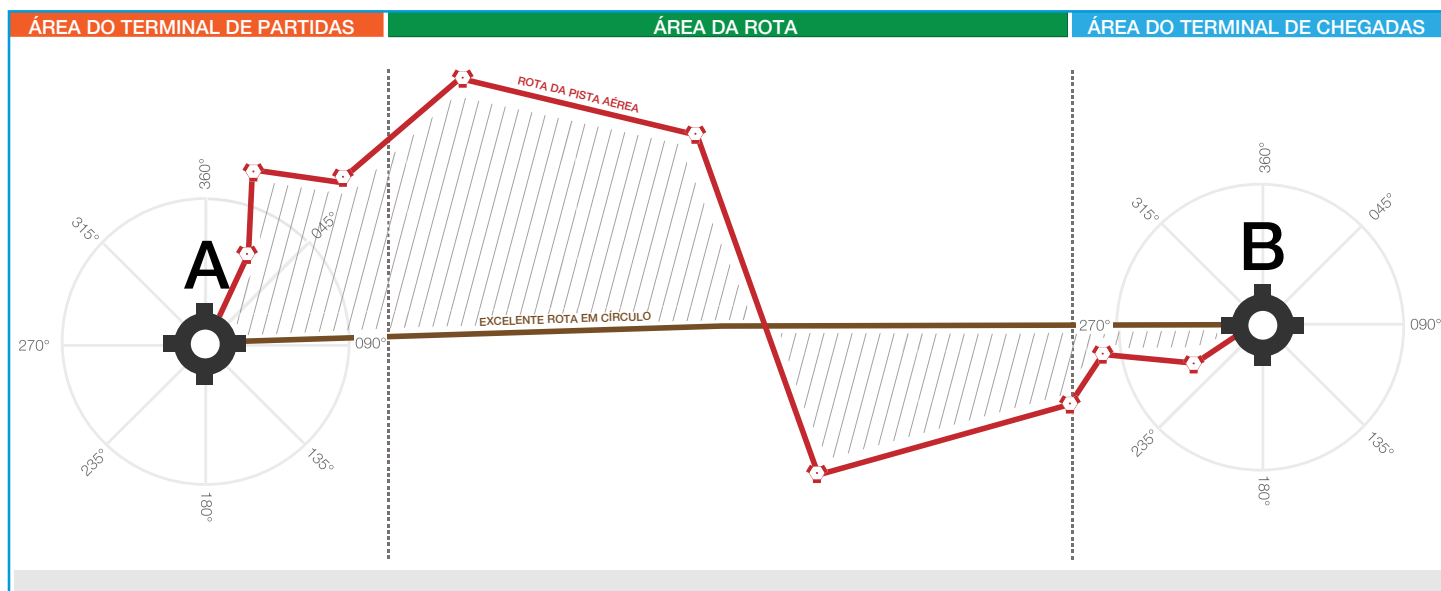 ÁREA DO TERMINAL DE PARTIDAS
ÁREA DA ROTA
ÁREA DO TERMINAL DE CHEGADAS
ROTA DA PISTA AÉREA
360°
045°
315°
A
270°
090°
235°
135°
180°
EXCELENTE ROTA EM CÍRCULO
360°
045°
315°
B
270°
090°
235°
135°
180°